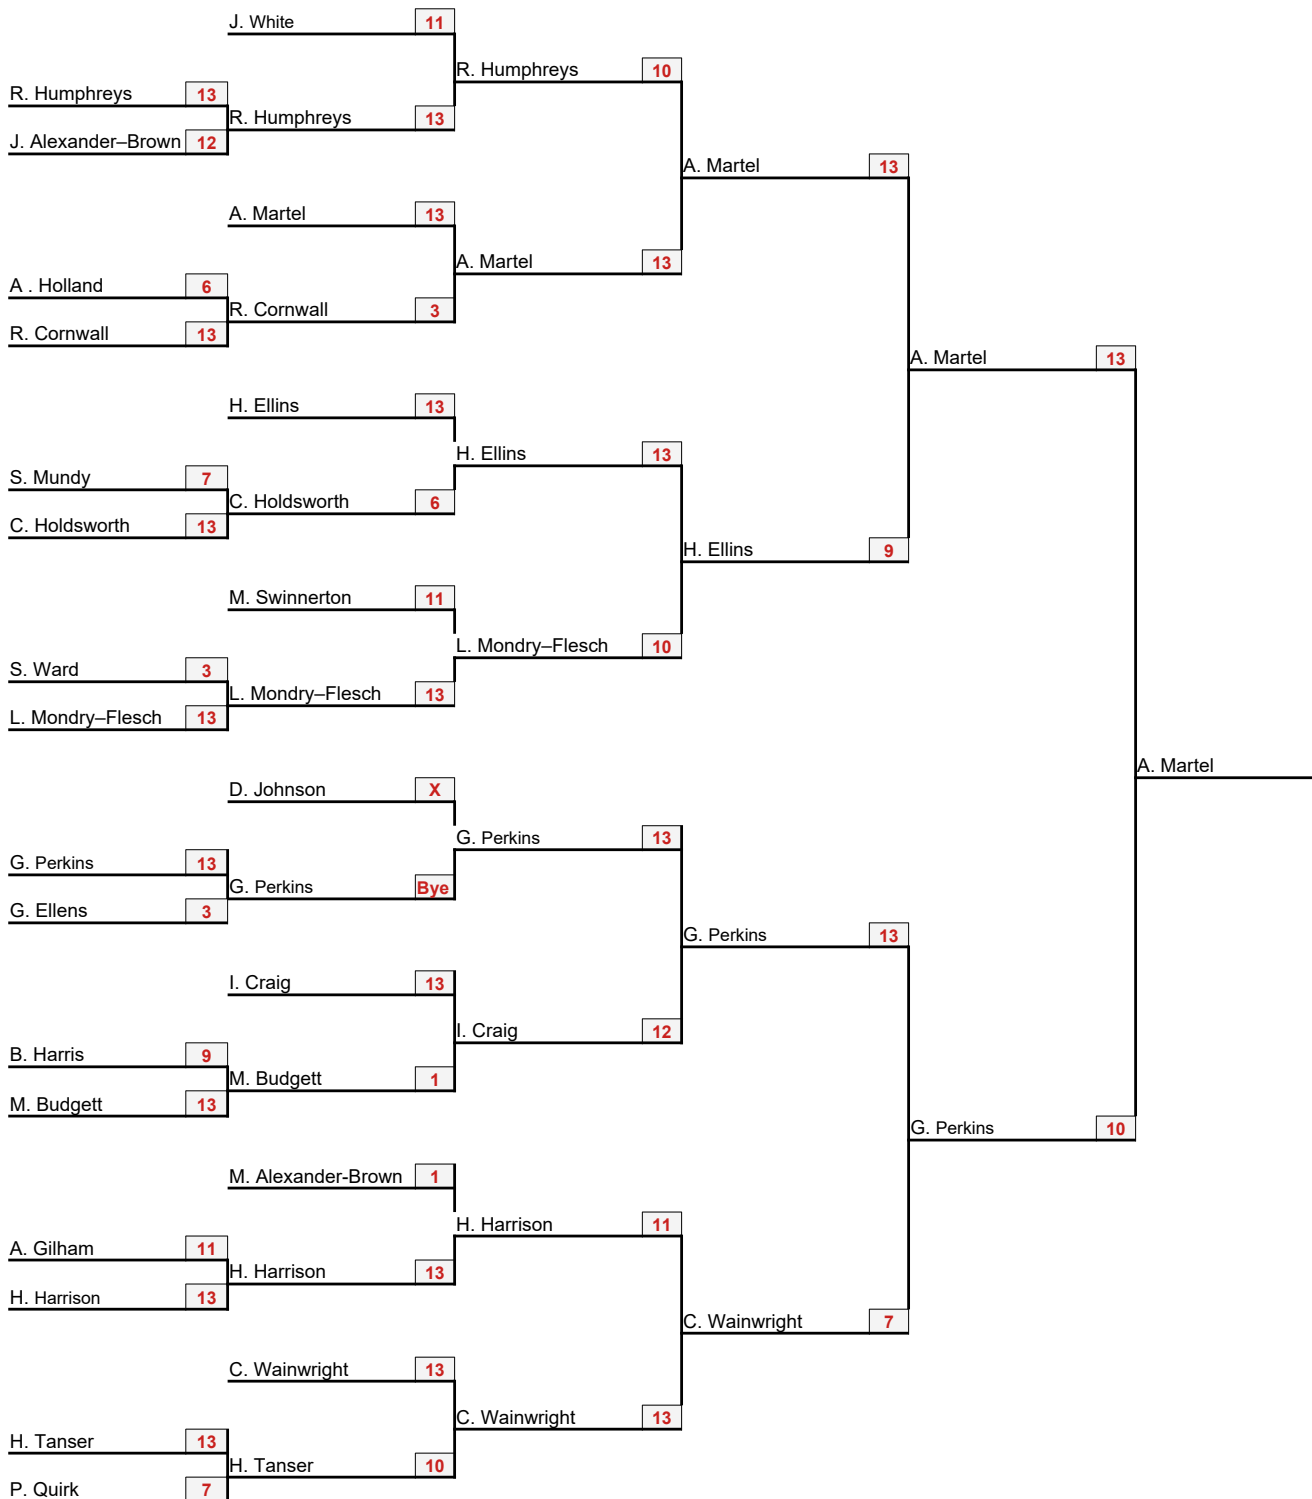 J. White 11
R. Humphreys 10
R. Humphreys 13
R. Humphreys 13
J. Alexander–Brown 12
A. Martel 13
A. Martel 13
A. Martel 13
A . Holland 6
R. Cornwall 3
R. Cornwall 13
A. Martel 13
H. Ellins 13
H. Ellins 13
S. Mundy 7
C. Holdsworth 6
C. Holdsworth 13
H. Ellins 9
M. Swinnerton 11
L. Mondry–Flesch 10
S. Ward 3
L. Mondry–Flesch 13
L. Mondry–Flesch 13
A. Martel
D. Johnson X
G. Perkins 13
G. Perkins 13
G. Perkins Bye
G. Ellens 3
G. Perkins 13
I. Craig 13
I. Craig 12
B. Harris 9
M. Budgett 1
M. Budgett 13
G. Perkins 10
M. Alexander-Brown 1
H. Harrison 11
A. Gilham 11
H. Harrison 13
H. Harrison 13
C. Wainwright 7
C. Wainwright 13
C. Wainwright 13
H. Tanser 13
H. Tanser 10
P. Quirk 7